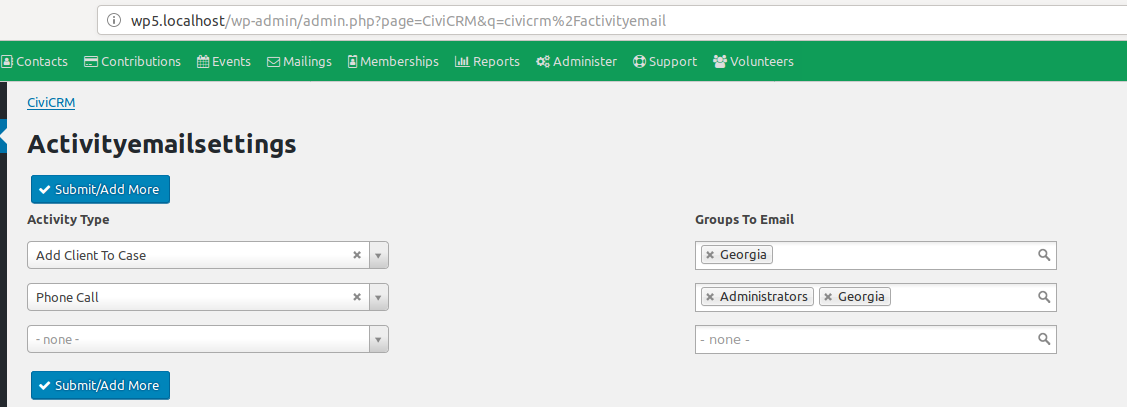 wp5.localhost/wp-admin/admin.php?page=CiviCRM&q=civicrm%2Factivityemail
Contacts Contributions Events Mailings Memberships Reports Administer Support Volunteers
CiviCRM
Activityemailsettings
Submit/Add More
Activity Type Groups To Email
Add Client To Case Georgia
Phone Call Administrators Georgia
- none - - none -
Submit/Add More